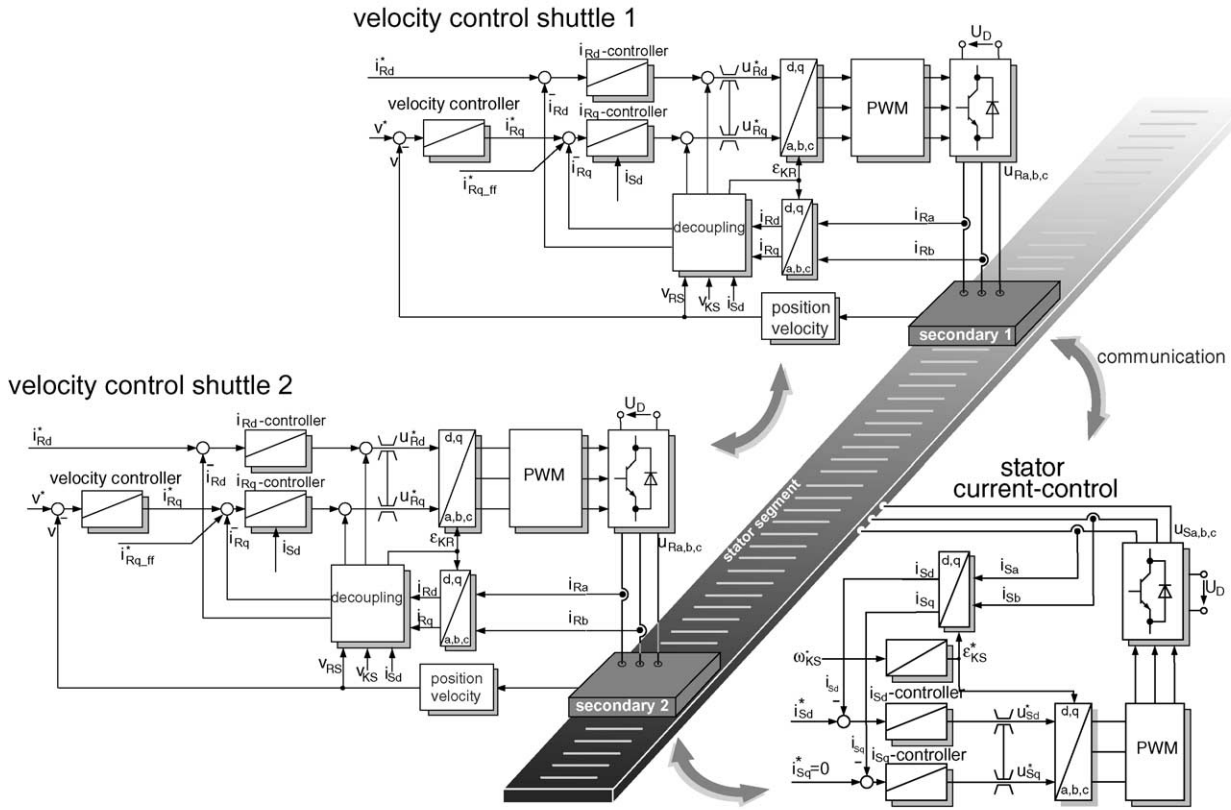 velocity control shuttle 1
i*Rd
iRd-controller
u*Rd
d,q
a,b,c
PWM
UD
velocity controller
v*
v
i*Rq
iRd
iRq-controller
u*Rq
i*Rq_ff
iRq
iSd
εKR
uRa,b,c
decoupling
iRd
iRq
d,q
a,b,c
iRa
iRb
vRS
vKS
iSd
position
velocity
secondary 1
communication
velocity control shuttle 2
i*Rd
iRd-controller
u*Rd
d,q
a,b,c
PWM
UD
velocity controller
v*
v
i*Rq
iRd
iRq-controller
u*Rq
i*Rq_ff
iRq
iSd
εKR
uRa,b,c
decoupling
iRd
iRq
d,q
a,b,c
iRa
iRb
vRS
vKS
iSd
position
velocity
secondary 2
stator segment
stator
current-control
uSa,b,c
iSd
iSq
d,q
a,b,c
iSa
iSb
UD
ω*KS
ε*KS
iSd
iSd-controller
i*Sd
u*Sd
d,q
a,b,c
PWM
iSq
iSq-controller
i*Sq=0
u*Sq